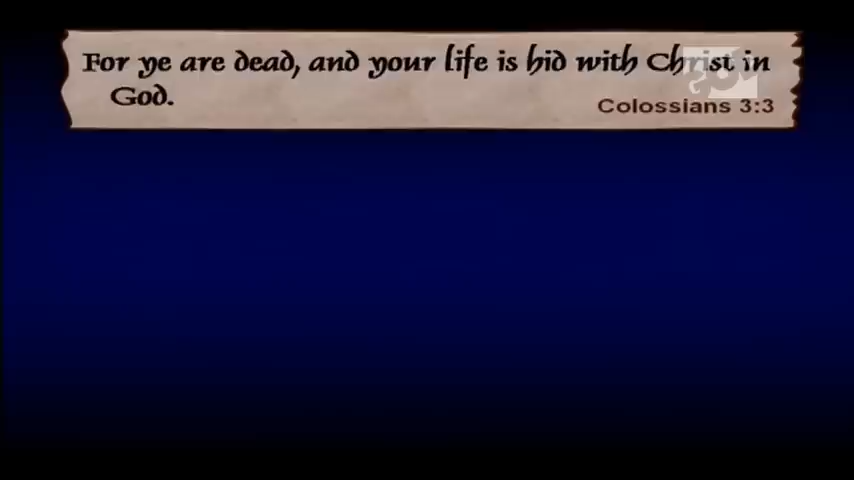 For ye are dead, and your life is hid with Christ in
God.
Colossians 3:3